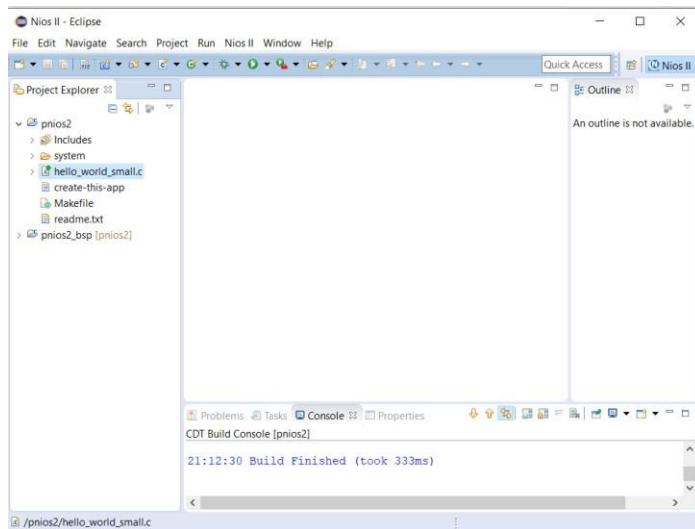 Nios II - Eclipse
File Edit Navigate Search Project Run Nios II Window Help
Quick Access
Nios II
Project Explorer
pnios2
Includes
system
hello_world_small.c
create-this-app
Makefile
readme.txt
pnios2_bsp [pnios2]
Outline
An outline is not available.
Problems Tasks Console Properties
CDT Build Console [pnios2]
21:12:30 Build Finished (took 333ms)
/pnios2/hello_world_small.c